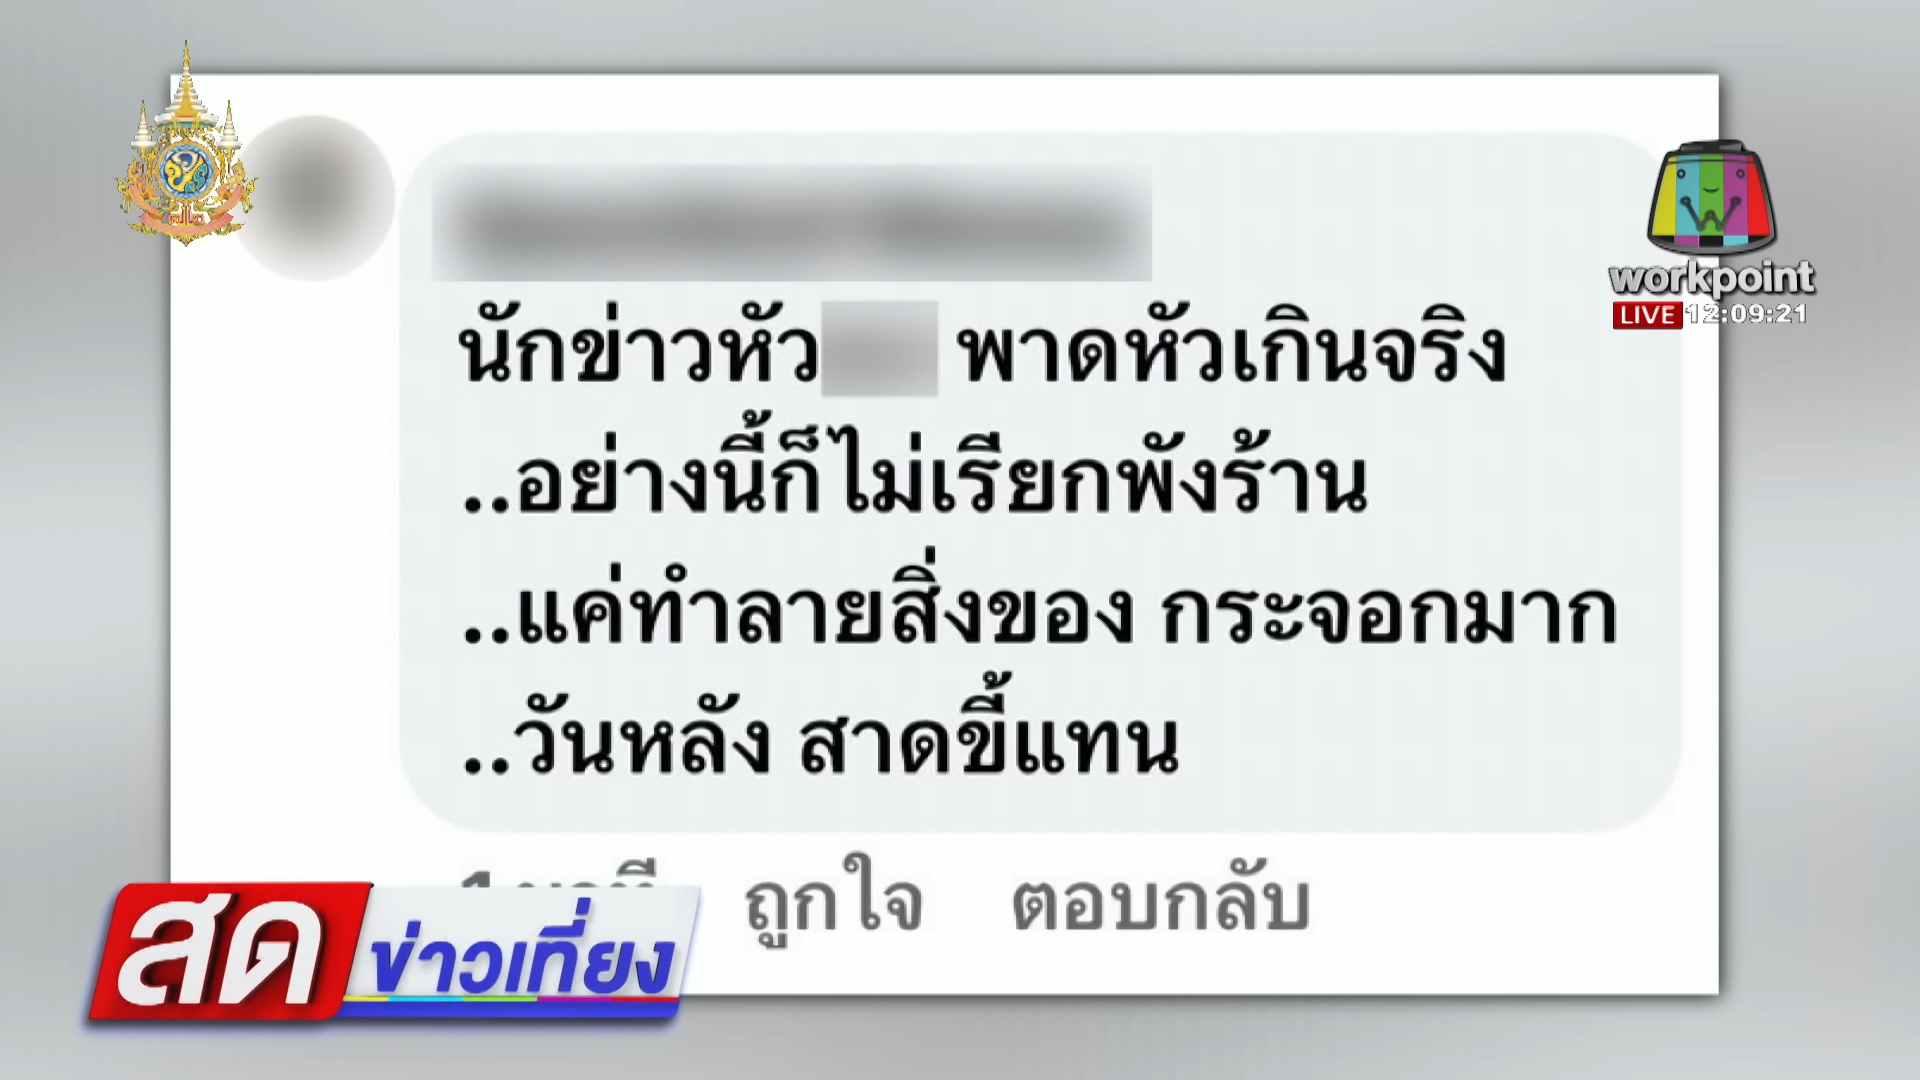 workpoint
LIVE 12:09:21
นักข่าวหัว พาดหัวเกินจริง
..อย่างนี้ก็ไม่เรียกพังร้าน
..แค่ทำลายสิ่งของ กระจอกมาก
..วันหลัง สาดขี้แทน
ถูกใจ ตอบกลับ
สด ข่าวเที่ยง